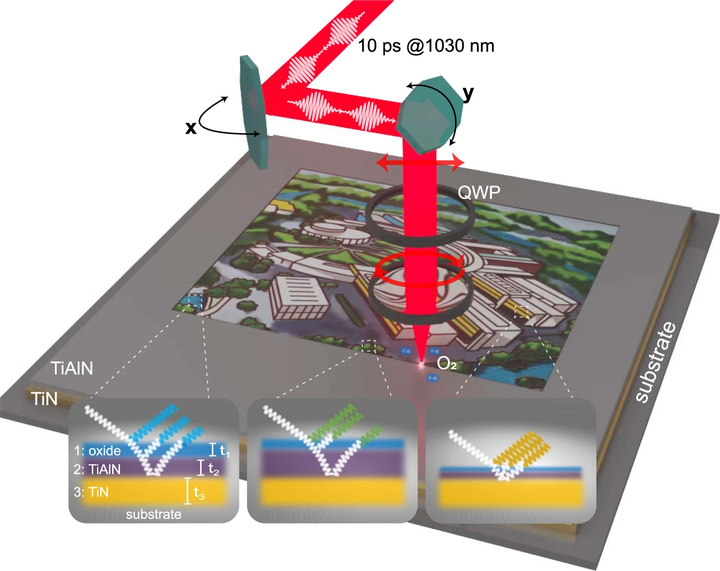 10 ps @1030 nm
y
x
QWP
substrate
O₂
TiAlN
TiN
1: oxide
t₁
2: TiAlN
t₂
3: TiN
t₃
substrate